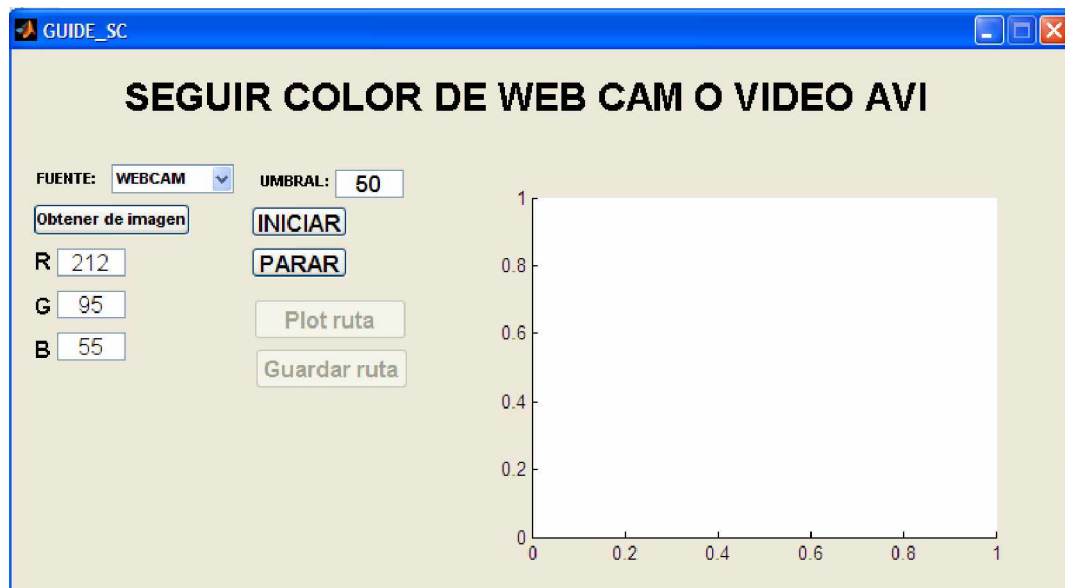 GUIDE_SC
SEGUIR COLOR DE WEB CAM O VIDEO AVI
FUENTE: WEBCAM
UMBRAL: 50
Obtener de imagen
INICIAR
R 212
PARAR
G 95
Plot ruta
B 55
Guardar ruta
1
0.8
0.6
0.4
0.2
0
0 0.2 0.4 0.6 0.8 1